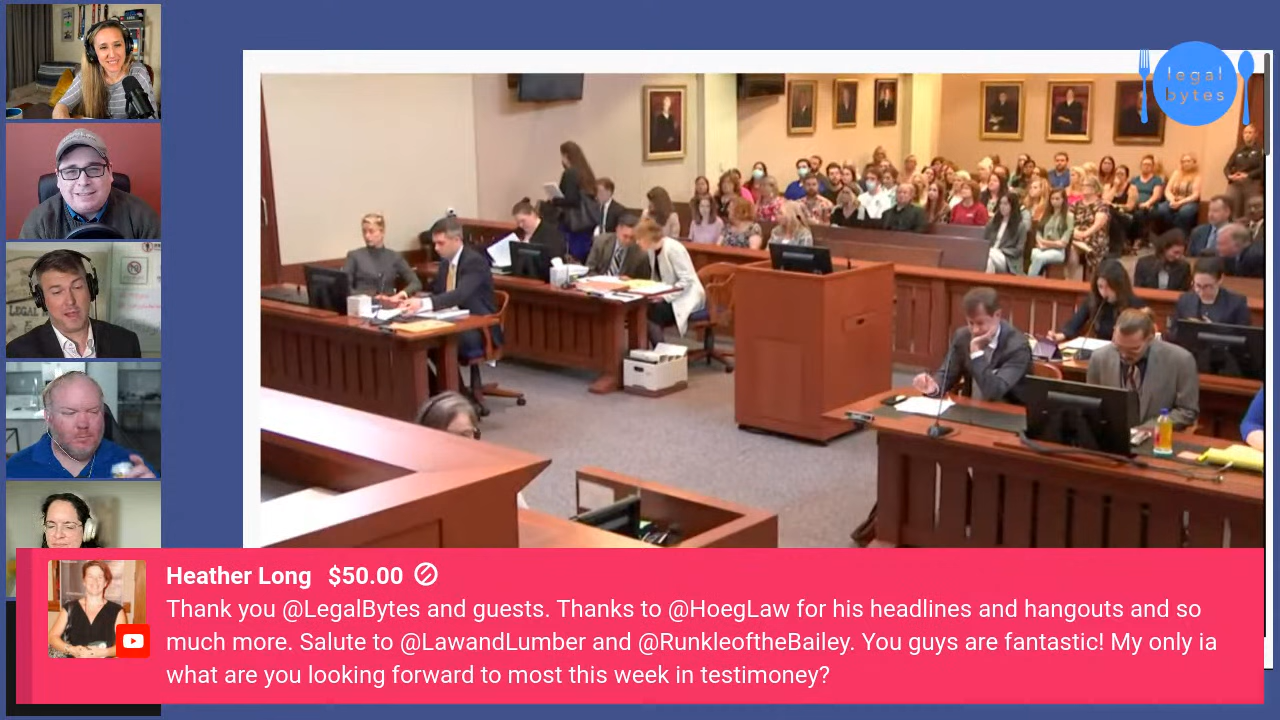 legal
bytes
LEGAL
Heather Long $50.00
Thank you @LegalBytes and guests. Thanks to @HoegLaw for his headlines and hangouts and so
much more. Salute to @LawandLumber and @RunkleoftheBailey. You guys are fantastic! My only ia
what are you looking forward to most this week in testimoney?